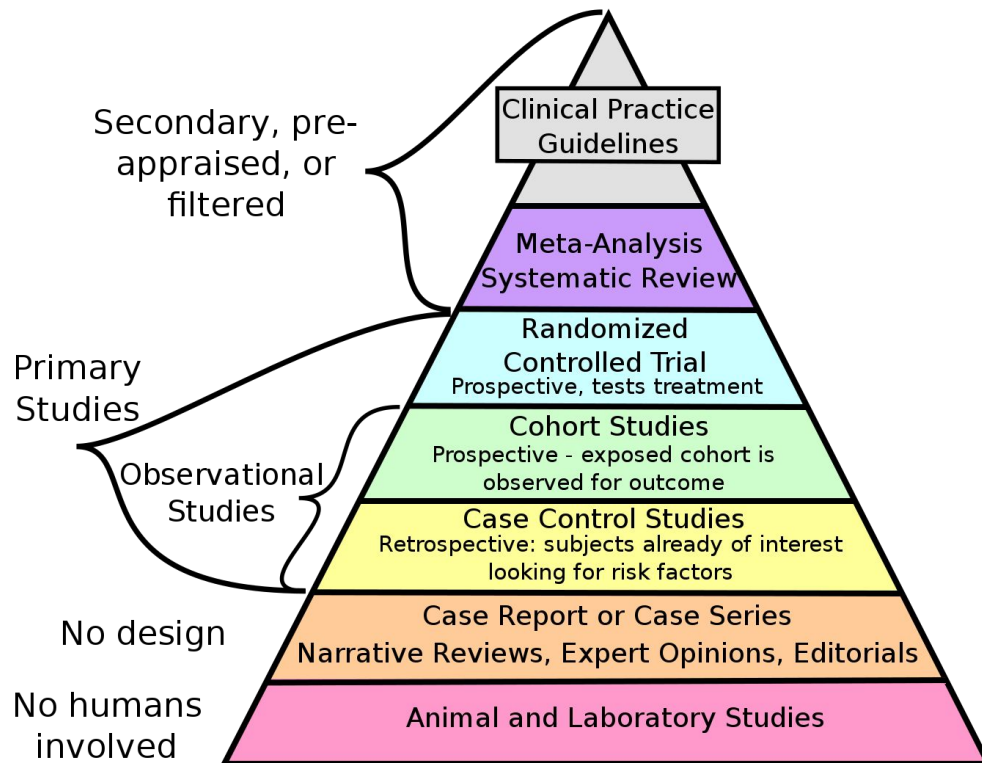 Clinical Practice
Guidelines
Secondary, pre-
appraised, or
filtered
Meta-Analysis
Systematic Review
Randomized
Controlled Trial
Prospective, tests treatment
Primary
Studies
Cohort Studies
Prospective - exposed cohort is
observed for outcome
Observational
Studies
Case Control Studies
Retrospective: subjects already of interest
looking for risk factors
No design
Case Report or Case Series
Narrative Reviews, Expert Opinions, Editorials
No humans
involved
Animal and Laboratory Studies